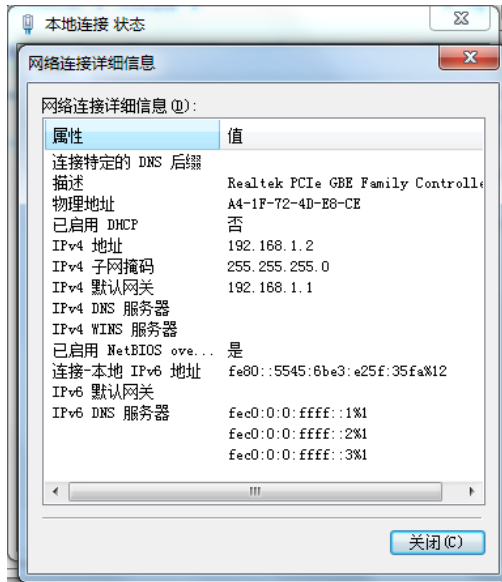 本地连接 状态
网络连接详细信息
网络连接详细信息(D):
属性 值
连接特定的 DNS 后缀
描述 Realtek PCIe GBE Family Controlle
物理地址 A4-1F-72-4D-E8-CE
已启用 DHCP 否
IPv4 地址 192.168.1.2
IPv4 子网掩码 255.255.255.0
IPv4 默认网关 192.168.1.1
IPv4 DNS 服务器
IPv4 WINS 服务器
已启用 NetBIOS ove... 是
连接-本地 IPv6 地址 fe80::5545:6be3:e25f:35fa%12
IPv6 默认网关
IPv6 DNS 服务器 fec0:0:0:ffff::1%1
fec0:0:0:ffff::2%1
fec0:0:0:ffff::3%1
关闭(C)